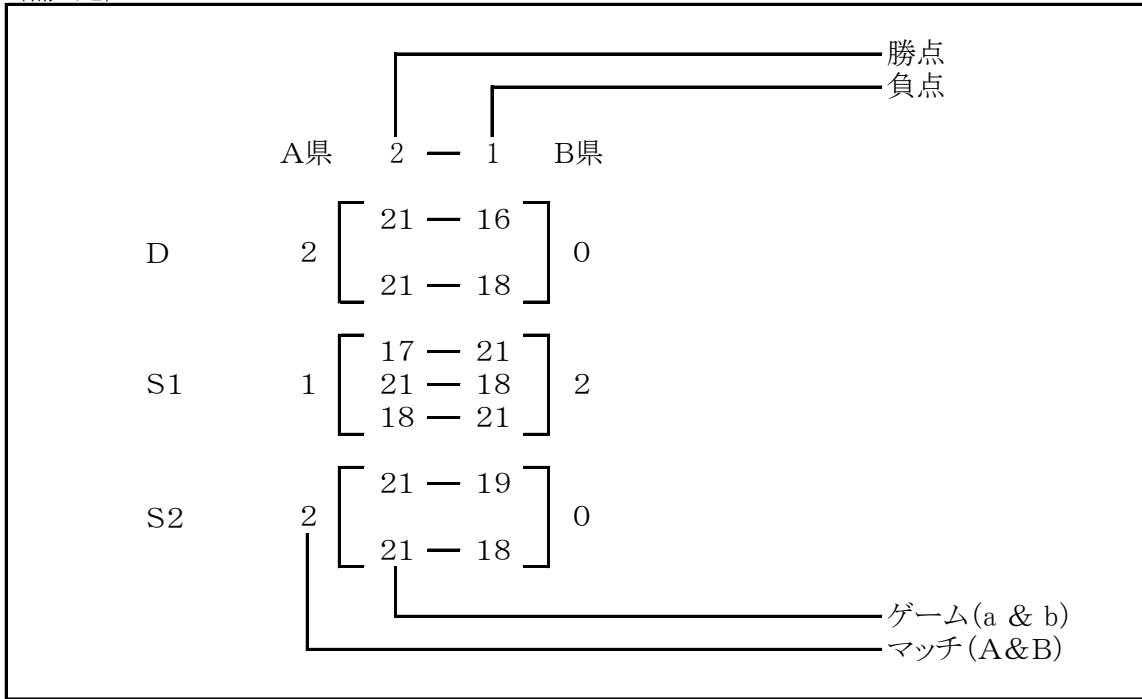 勝点
負点
A県 2 ― 1 B県
21 ― 16
D 2 0
21 ― 18
17 ― 21
S1 1 21 ― 18 2
18 ― 21
21 ― 19
S2 2 0
21 ― 18
ゲーム(a & b)
マッチ(A&B)